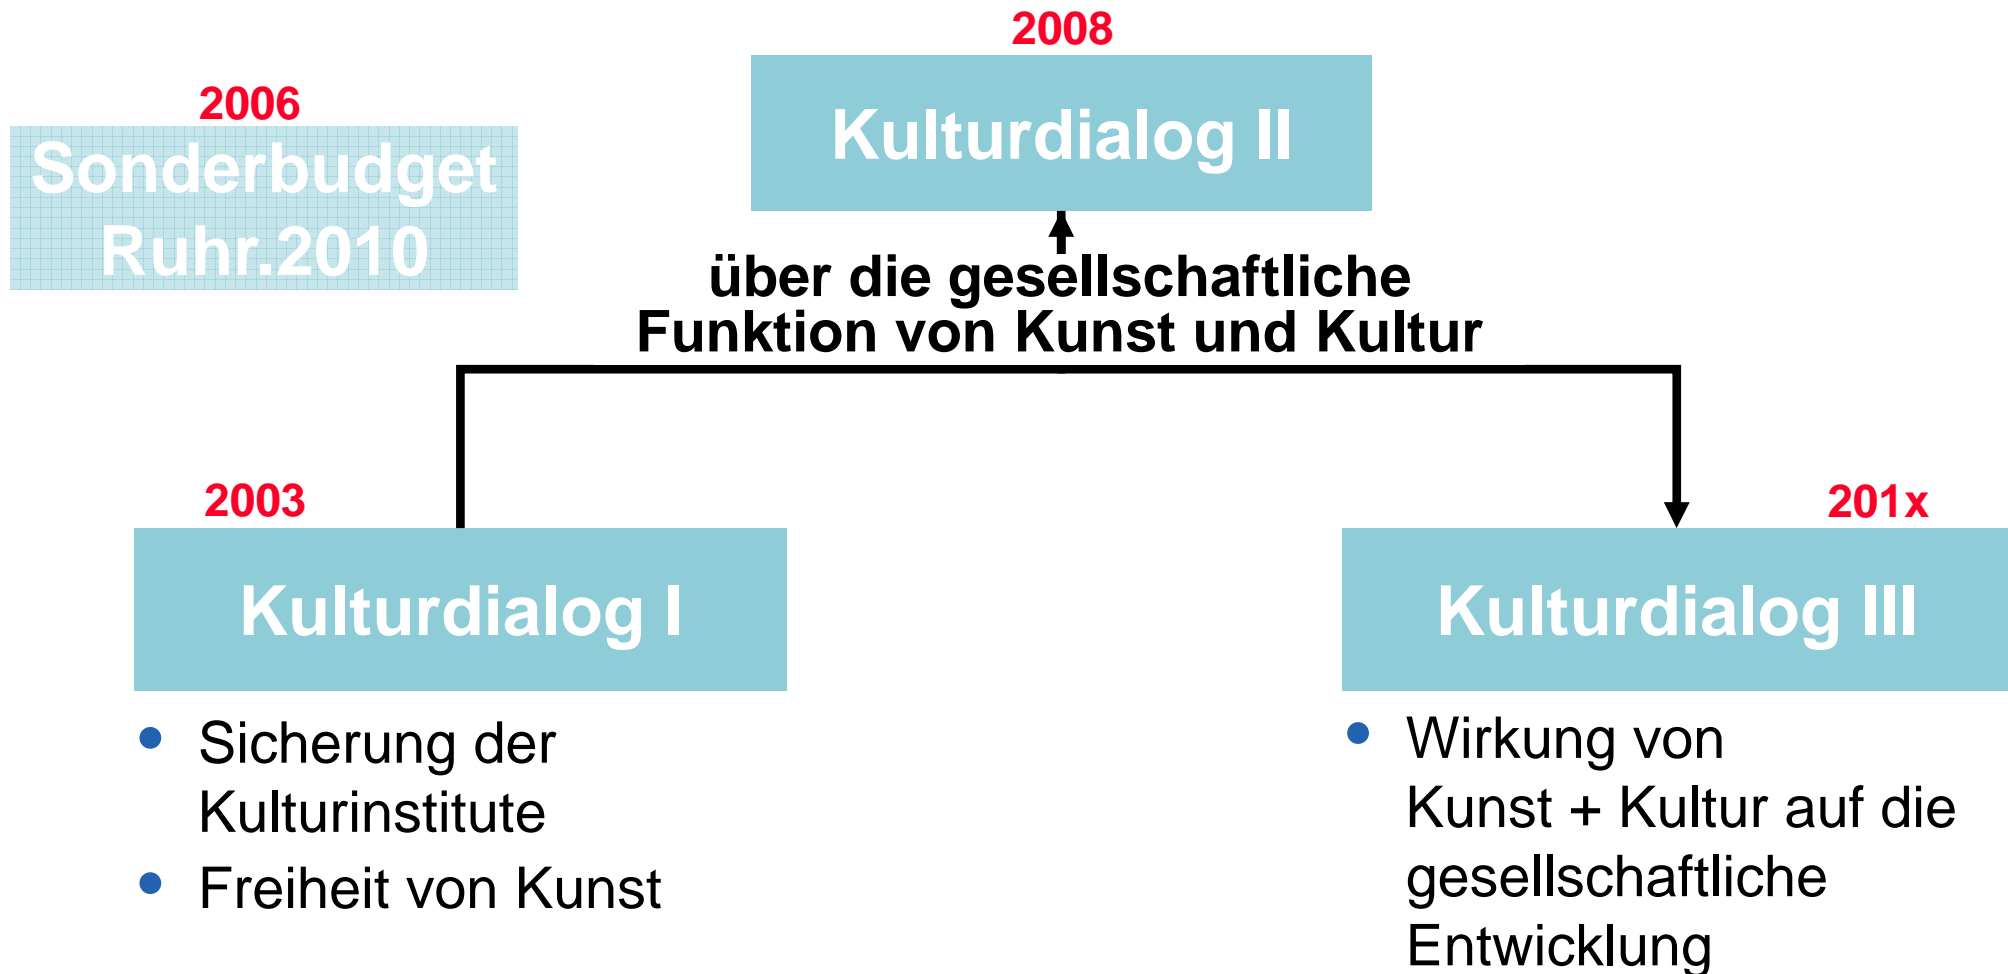 2008
Kulturdialog II
2006
Sonderbudget
Ruhr.2010
über die gesellschaftliche
Funktion von Kunst und Kultur
2003
Kulturdialog I
• Sicherung der
Kulturinstitute
• Freiheit von Kunst
201x
Kulturdialog III
• Wirkung von
Kunst + Kultur auf die
gesellschaftliche
Entwicklung